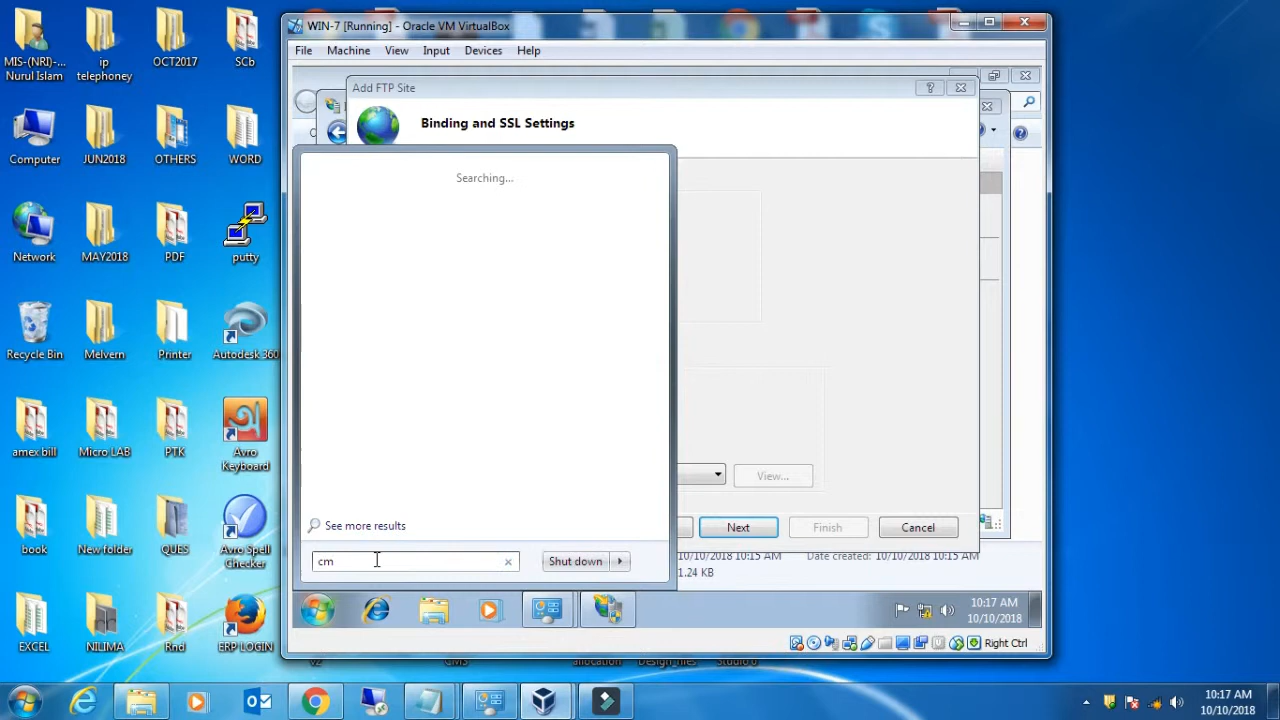 WIN-7 [Running] - Oracle VM VirtualBox
File Machine View Input Devices Help
Add FTP Site
?
Binding and SSL Settings
Searching...
See more results
cm
Shut down
View...
Next
Finish
Cancel
10/10/2018 10:15 AM
Date created: 10/10/2018 10:15 AM
1.24 KB
10:17 AM
10/10/2018
Right Ctrl
MIS-(NRI)-...
Nurul Islam
ip
telephoney
OCT2017
SCb
Computer
JUN2018
OTHERS
WORD
Network
MAY2018
PDF
putty
Recycle Bin
Melvern
Printer
Autodesk 360
amex bill
Micro LAB
PTK
Avro
Keyboard
book
New folder
QUES
Avro Spell
Checker
EXCEL
NILIMA
Rnd
ERP LOGIN
10:17 AM
10/10/2018